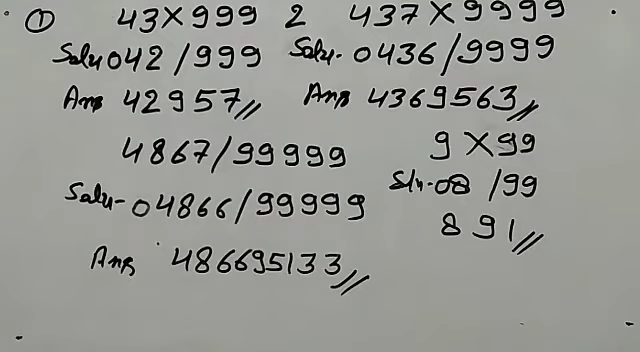 ① 43×999 2 437×9999
Solu 042/999 Solu- 0436/9999
Ans 42957// Ans 4369563//
4867/99999 9×99
Solu- 04866/99999 Slu-08/99
891//
Ans 486695133//